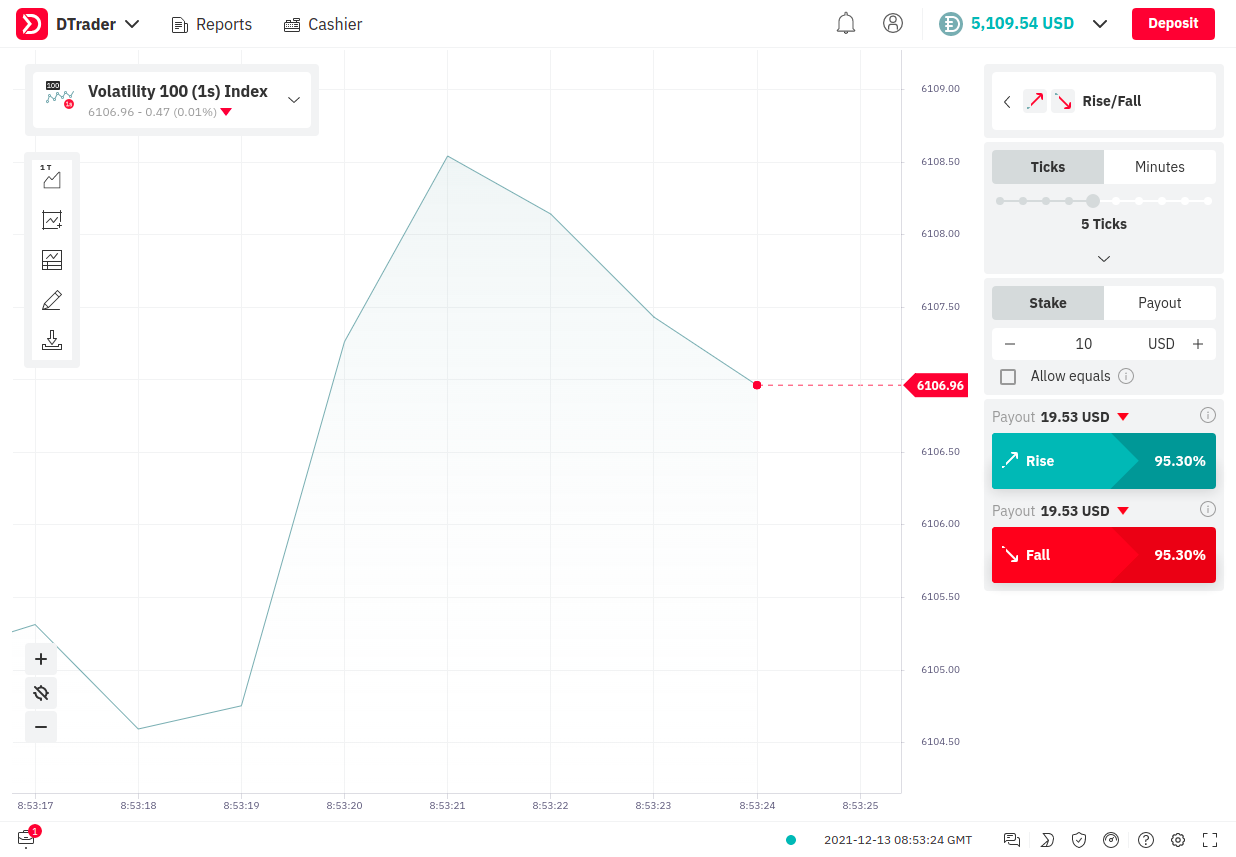 DTrader
Reports
Cashier
5,109.54 USD
Deposit
100
1s
Volatility 100 (1s) Index
6106.96 - 0.47 (0.01%)
1 T
6109.00
6108.50
6108.00
6107.50
6106.96
6106.50
6106.00
6105.50
6105.00
6104.50
8:53:17
8:53:18
8:53:19
8:53:20
8:53:21
8:53:22
8:53:23
8:53:24
8:53:25
Rise/Fall
Ticks
Minutes
5 Ticks
Stake
Payout
10
USD
Allow equals
Payout 19.53 USD
Rise
95.30%
Payout 19.53 USD
Fall
95.30%
1
2021-12-13 08:53:24 GMT